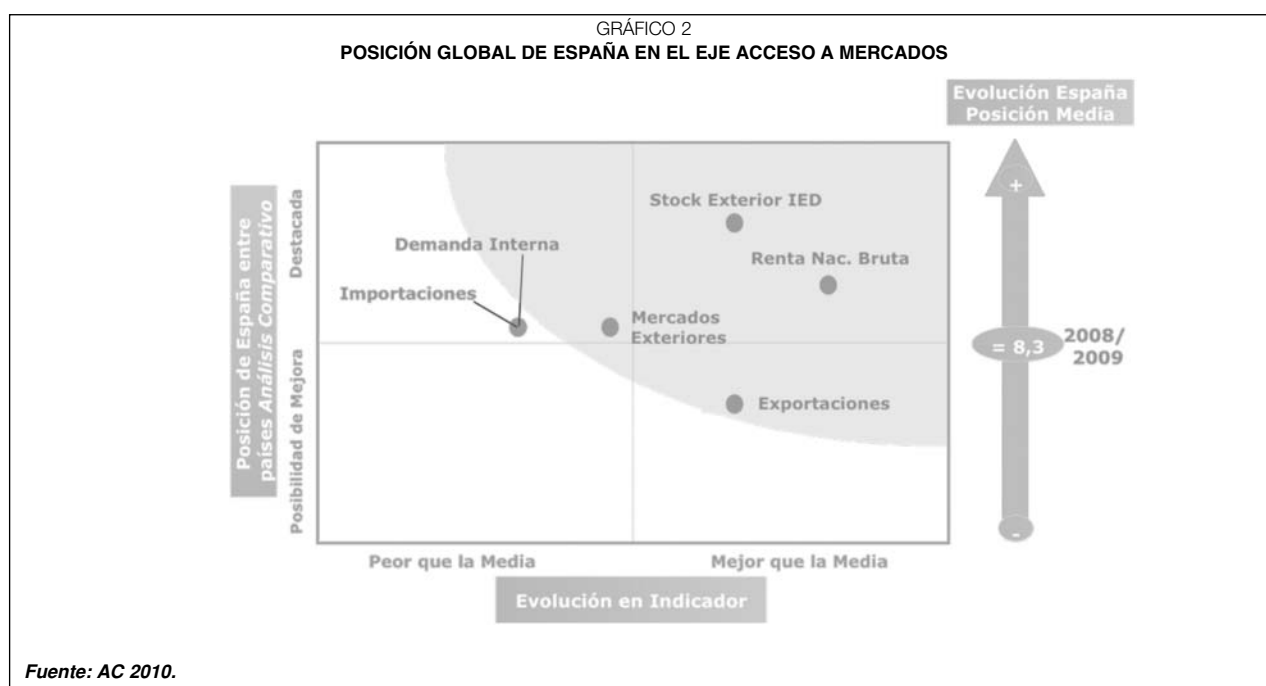 GRÁFICO 2
POSICIÓN GLOBAL DE ESPAÑA EN EL EJE ACCESO A MERCADOS
Evolución España
Posición Media
Posición de España entre
países Análisis Comparativo
Destacada
Posibilidad de Mejora
Stock Exterior IED
Demanda Interna
Renta Nac. Bruta
Importaciones
Mercados
Exteriores
Exportaciones
+
= 8,3
2008/
2009
-
Peor que la Media
Mejor que la Media
Evolución en Indicador
Fuente: AC 2010.